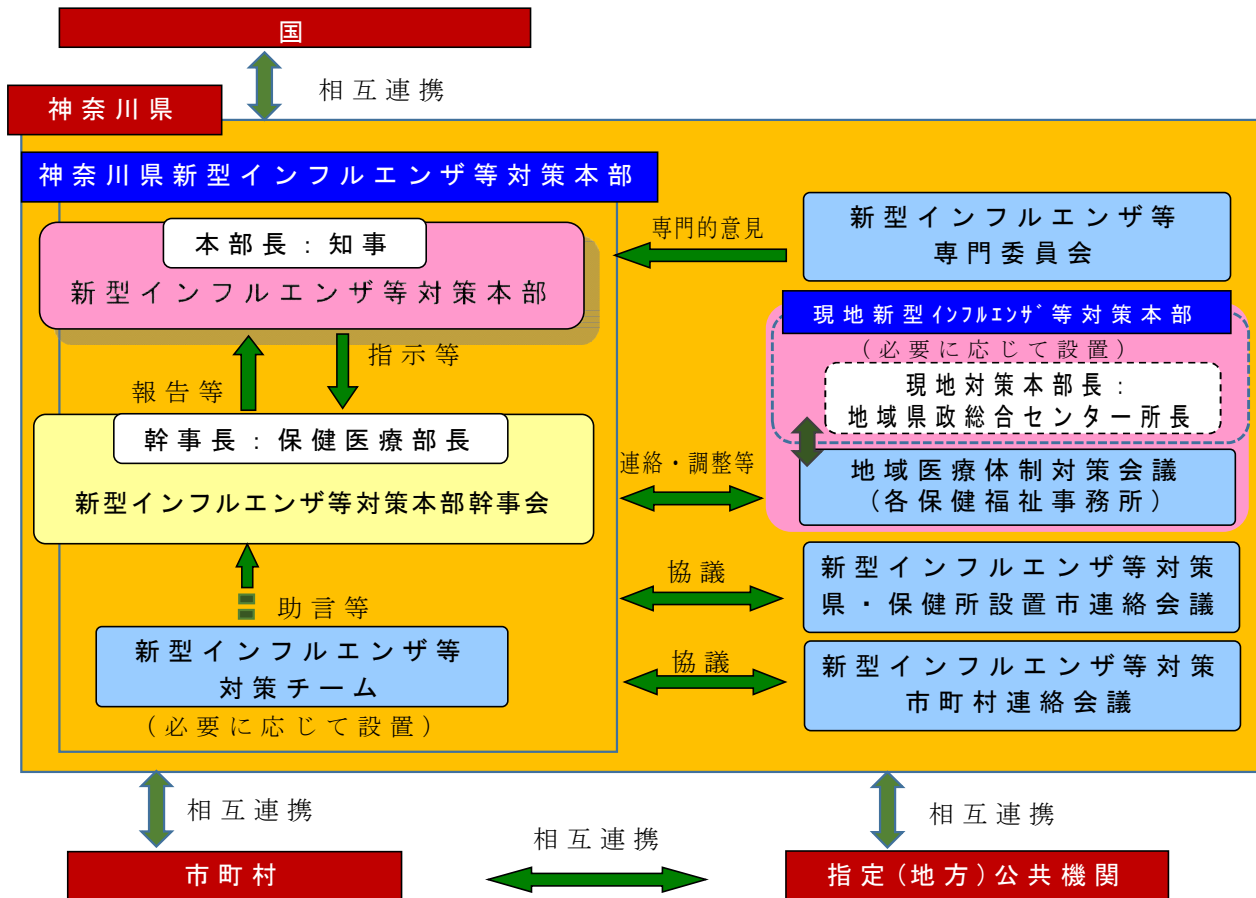 国
相互連携
神奈川県
神奈川県新型インフルエンザ等対策本部
本部長：知事
新型インフルエンザ等対策本部
専門的意見
新型インフルエンザ等
専門委員会
指示等
報告等
現地新型ｲﾝﾌﾙｴﾝｻﾞ等対策本部
（必要に応じて設置）
現地対策本部長：
地域県政総合センター所長
幹事長：保健医療部長
新型インフルエンザ等対策本部幹事会
連絡・調整等
地域医療体制対策会議
（各保健福祉事務所）
助言等
新型インフルエンザ等
対策チーム
（必要に応じて設置）
協議
新型インフルエンザ等対策
県・保健所設置市連絡会議
協議
新型インフルエンザ等対策
市町村連絡会議
相互連携
相互連携
相互連携
市町村
指定（地方）公共機関